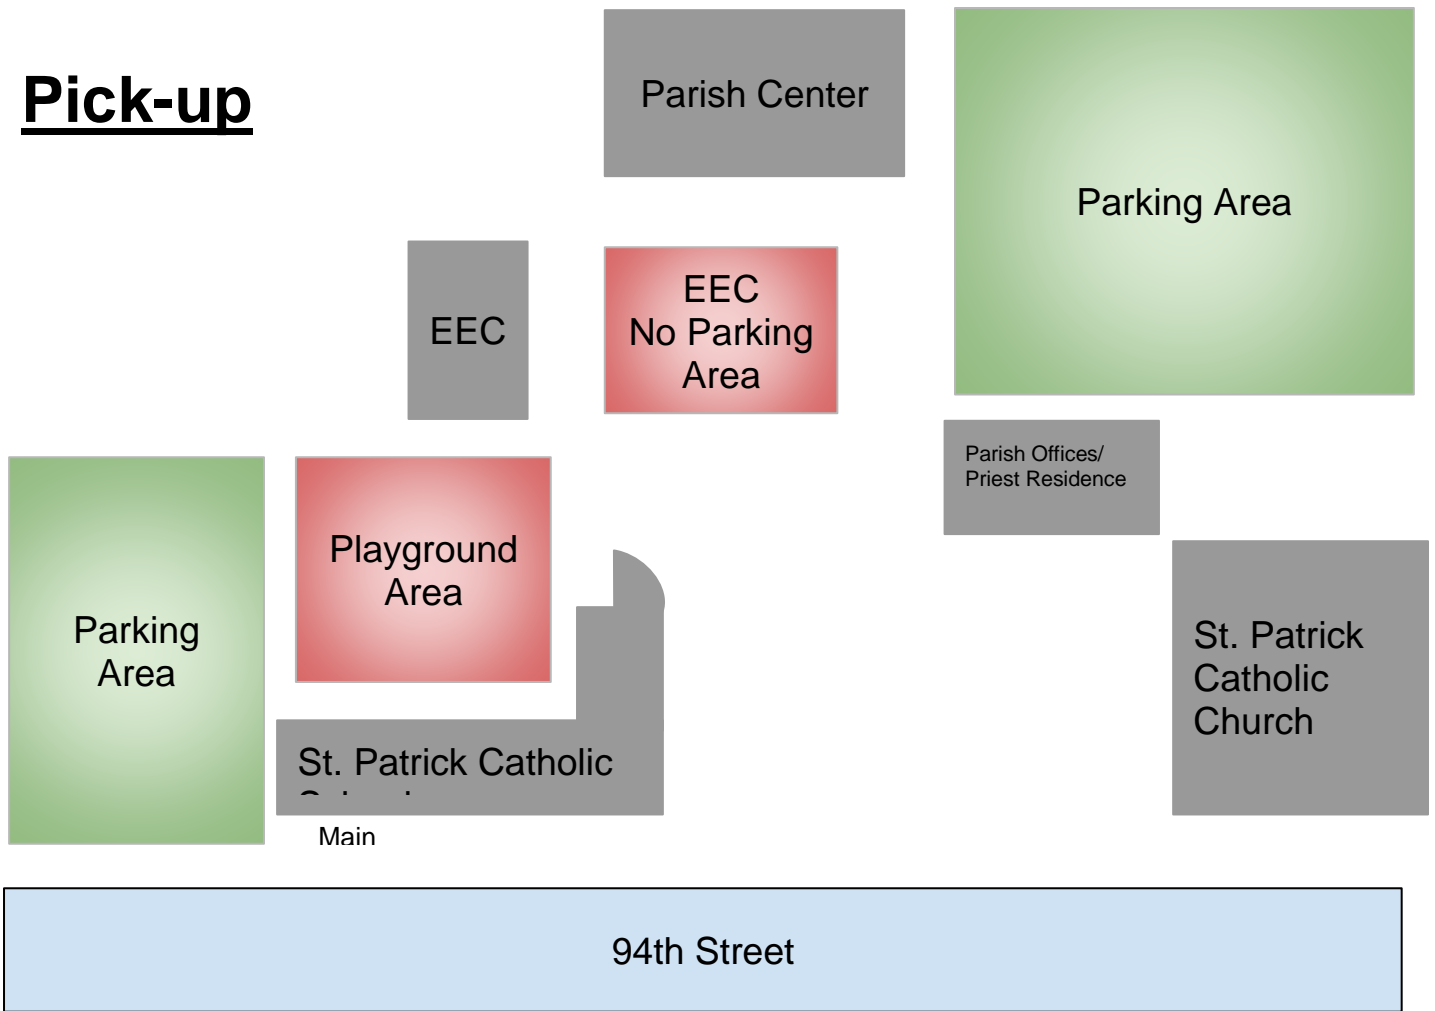 Pick-up
Parish Center
Parking Area
EEC
EEC
No Parking
Area
Parish Offices/
Priest Residence
Playground
Area
Parking
Area
St. Patrick
Catholic
Church
St. Patrick Catholic
Main
94th Street